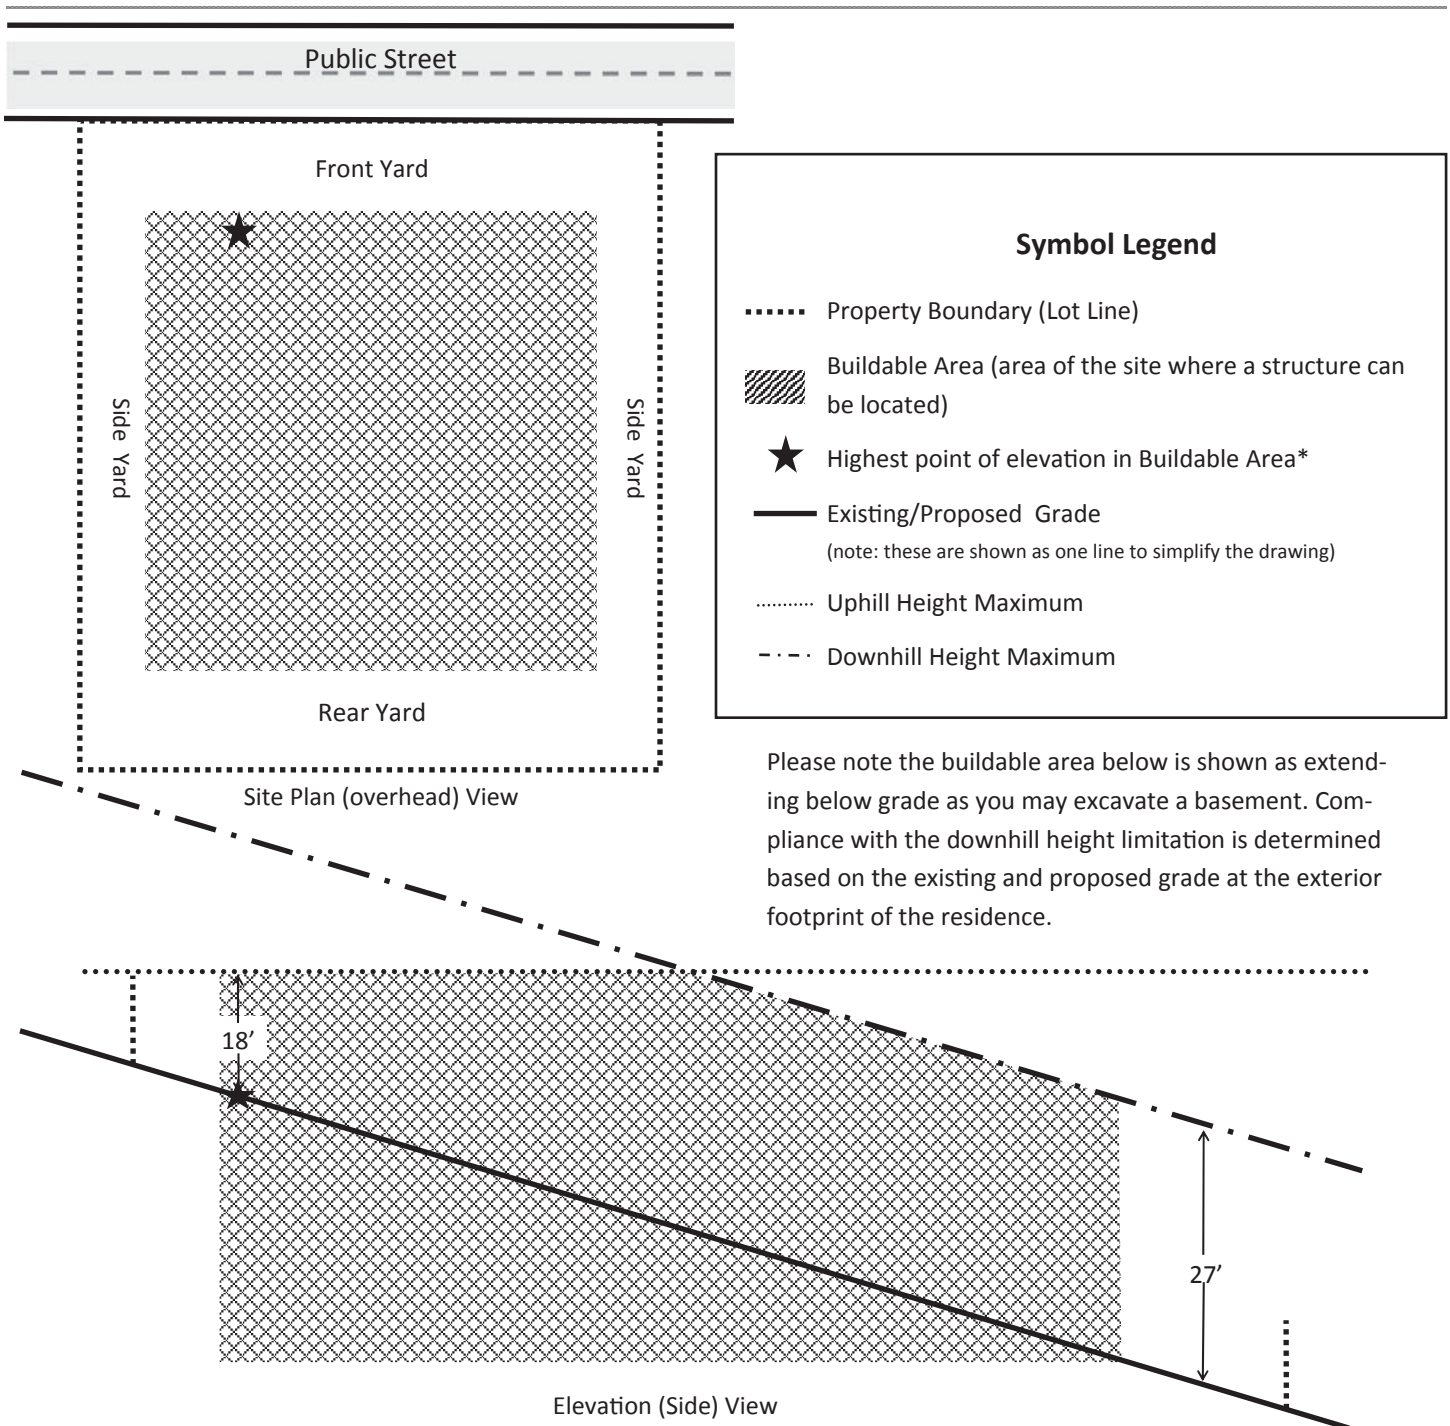 Public Street
Front Yard
Side Yard
Side Yard
Rear Yard
Site Plan (overhead) View
Symbol Legend
Property Boundary (Lot Line)
Buildable Area (area of the site where a structure can
be located)
Highest point of elevation in Buildable Area*
Existing/Proposed Grade
(note: these are shown as one line to simplify the drawing)
Uphill Height Maximum
Downhill Height Maximum
Please note the buildable area below is shown as extend-
ing below grade as you may excavate a basement. Com-
pliance with the downhill height limitation is determined
based on the existing and proposed grade at the exterior
footprint of the residence.
18’
27’
Elevation (Side) View